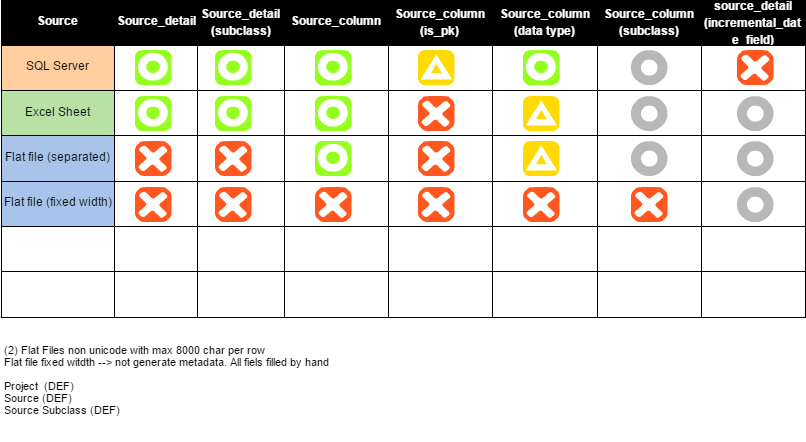 Source Source_detail Source_detail (subclass) Source_column Source_column (is_pk) Source_column (data type) Source_column (subclass) source_detail (incremental_dat e_field)
SQL Server
Excel Sheet
Flat file (separated)
Flat file (fixed width)
(2) Flat Files non unicode with max 8000 char per row
Flat file fixed witdth --> not generate metadata. All fiels filled by hand
Project (DEF)
Source (DEF)
Source Subclass (DEF)